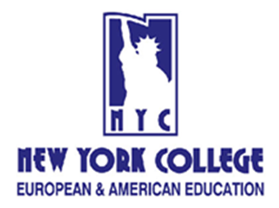 NYC
NEW YORK COLLEGE
EUROPEAN & AMERICAN EDUCATION